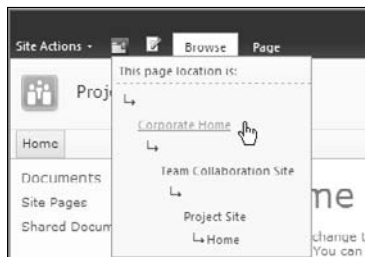 Site Actions Browse Page
This page location is:
Proj
Corporate Home
Home
Team Collaboration Site
Documents
me
Site Pages
Project Site
Shared Docum
Home
change t
You can